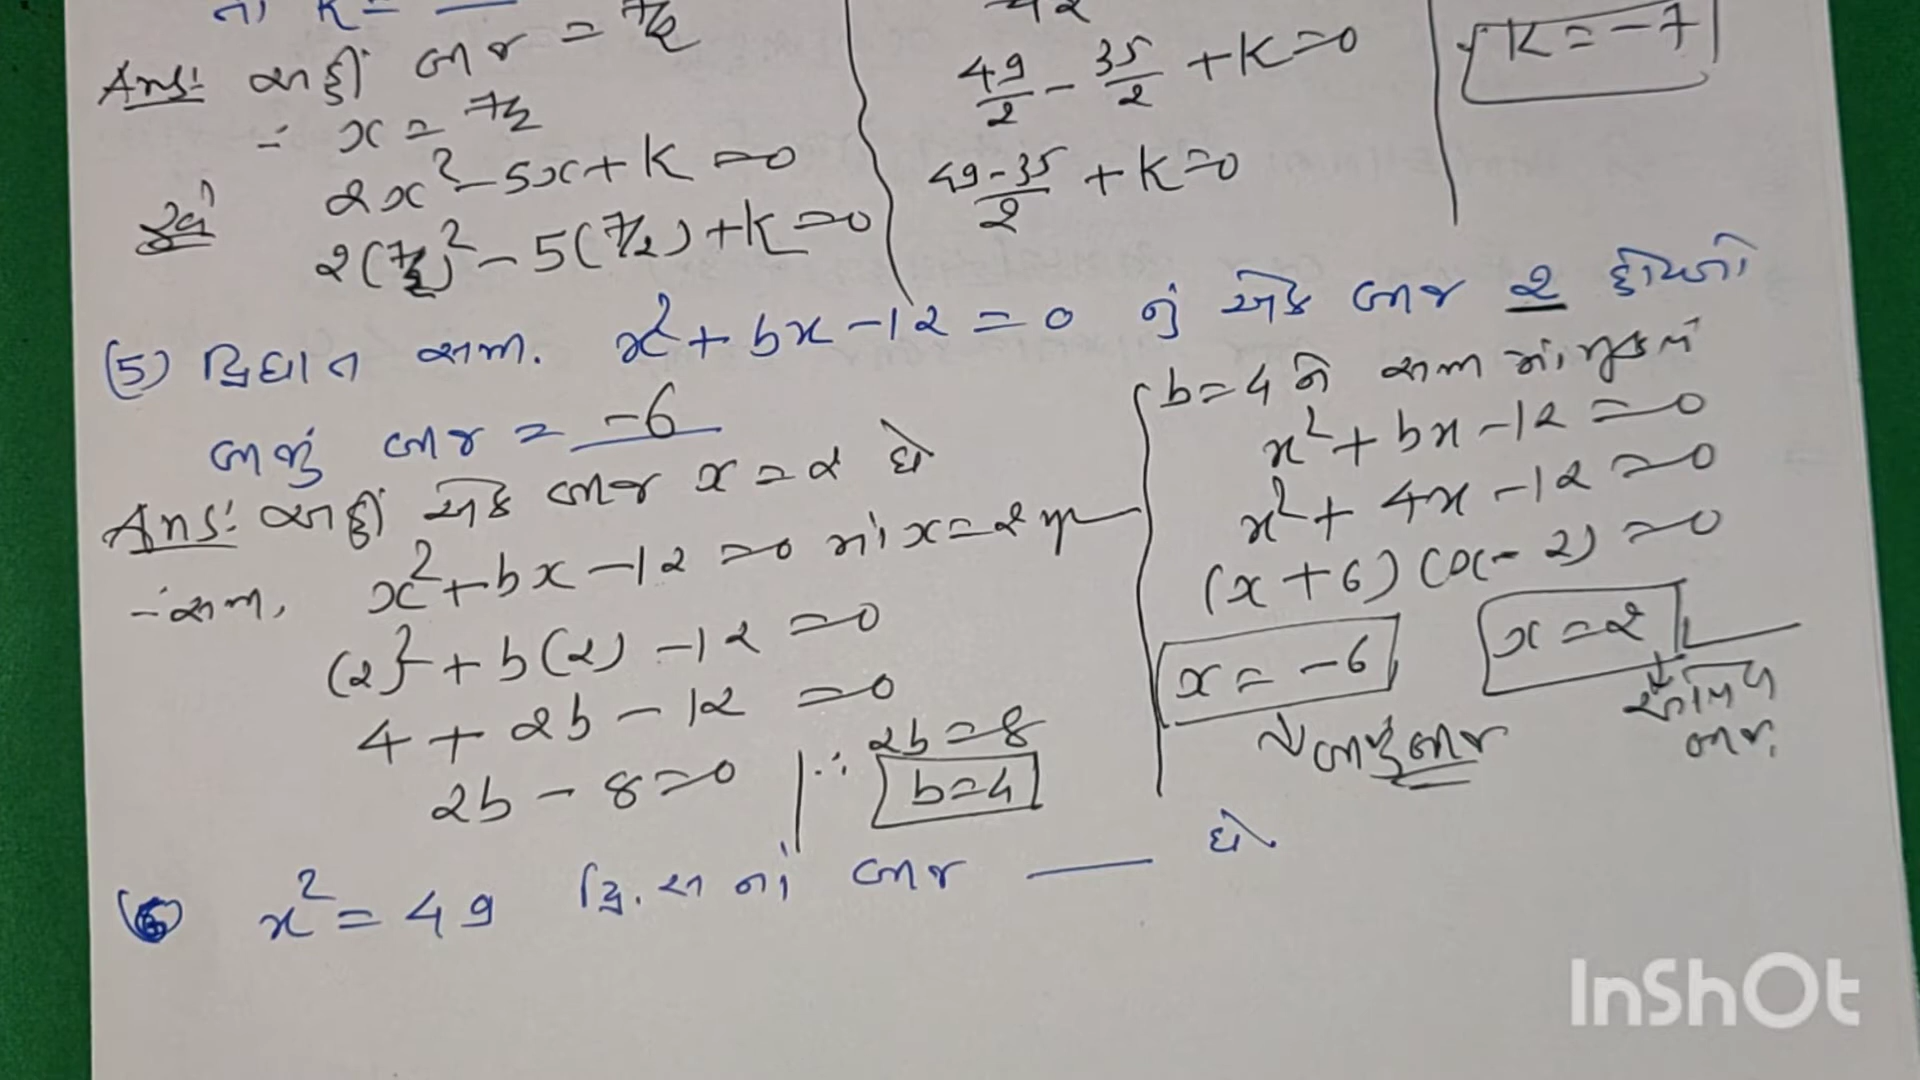 તો K =
Ans: અહીં બીજ = 7/2
∴ x = 7/2
હવે 2x² - 5x + K = 0
2(7/2)² - 5(7/2) + K = 0
49/2 - 35/2 + K = 0
49-35/2 + K = 0
K = -7
(5) દ્વિઘાત સમી. x² + bx - 12 = 0 નું એક બીજ 2 હોય તો
બીજું બીજ = -6
Ans: અહીં એક બીજ x = 2 છે
∴ સમી. x² + bx - 12 = 0 માં x = 2 મૂ
(2)² + b(2) - 12 = 0
4 + 2b - 12 = 0
2b - 8 = 0
∴ 2b = 8
b = 4
b = 4 ને સમી માં મૂકતાં
x² + bx - 12 = 0
x² + 4x - 12 = 0
(x + 6) (x - 2) = 0
x = -6 x = 2
બીજું બીજ
બીજ.
(6) x² = 49 દ્વિ. સ નાં બીજ ___ છે.
InShOt